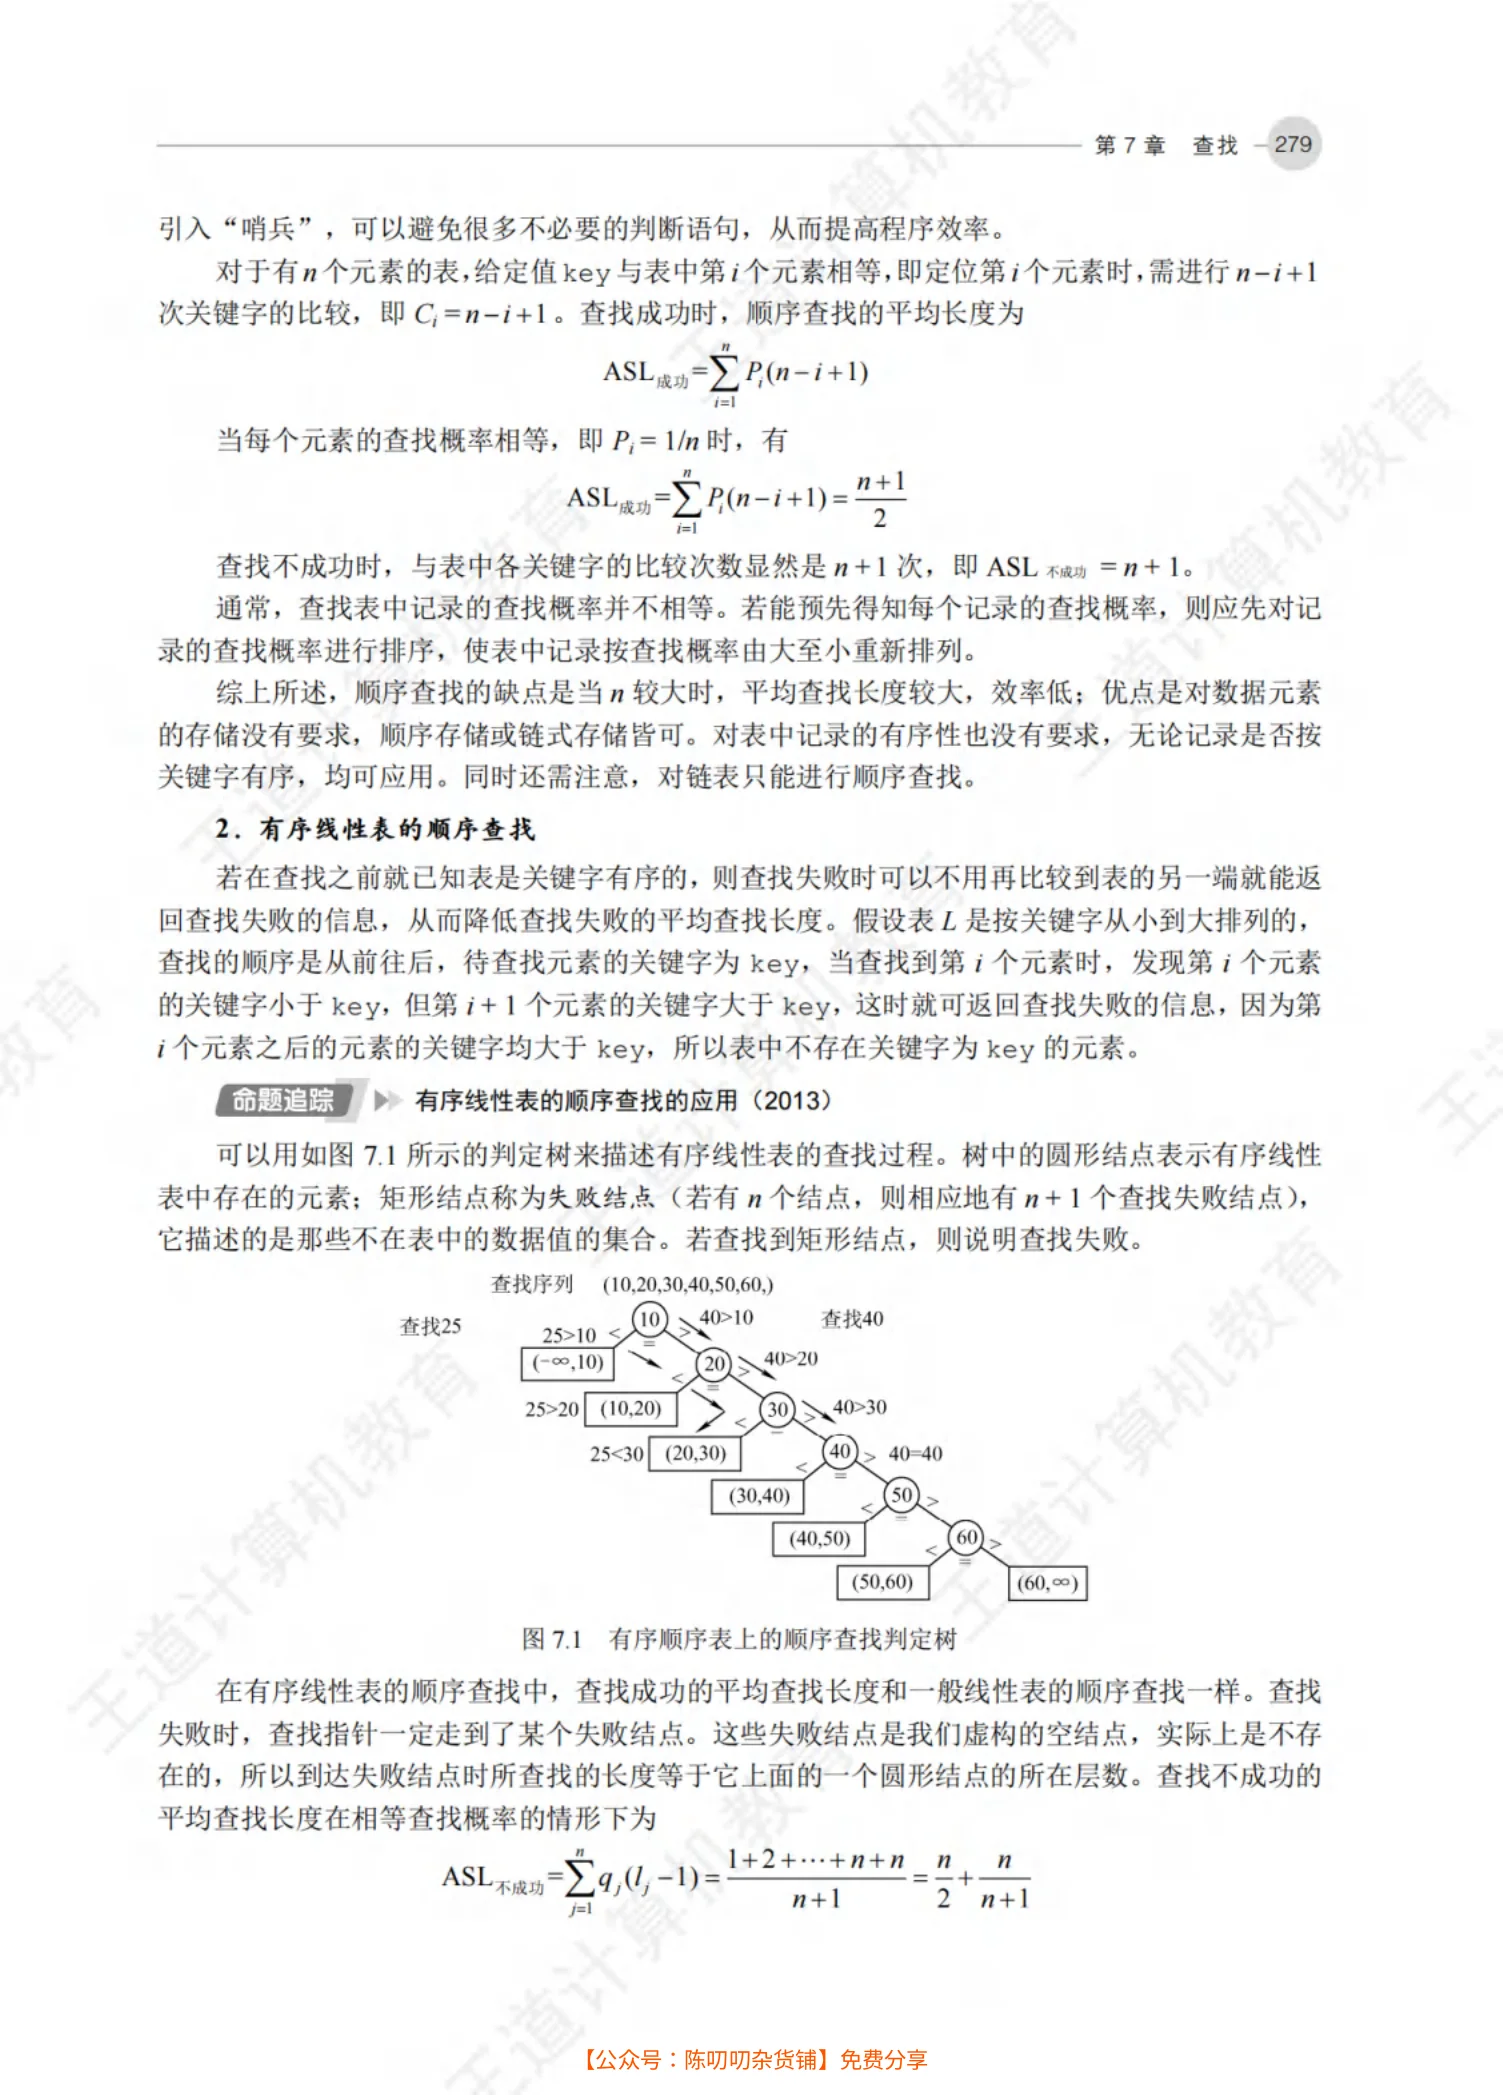 第 7 章 查找 279
引入“哨兵”，可以避免很多不必要的判断语句，从而提高程序效率。
对于有n个元素的表，给定值key与表中第i个元素相等，即定位第i个元素时，需进行n−i+1
次关键字的比较，即 Cᵢ=n−i+1。查找成功时，顺序查找的平均长度为
ASL成功=∑ⁿᵢ₌₁ Pᵢ(n−i+1)
当每个元素的查找概率相等，即 Pᵢ = 1/n 时，有
ASL成功=∑ⁿᵢ₌₁ Pᵢ(n−i+1) = (n+1)/2
查找不成功时，与表中各关键字的比较次数显然是 n + 1 次，即 ASL 不成功 = n + 1。
通常，查找表中记录的查找概率并不相等。若能预先得知每个记录的查找概率，则应先对记
录的查找概率进行排序，使表中记录按查找概率由大至小重新排列。
综上所述，顺序查找的缺点是当 n 较大时，平均查找长度较大，效率低；优点是对数据元素
的存储没有要求，顺序存储或链式存储皆可。对表中记录的有序性也没有要求，无论记录是否按
关键字有序，均可应用。同时还需注意，对链表只能进行顺序查找。
2．有序线性表的顺序查找
若在查找之前就已知表是关键字有序的，则查找失败时可以不用再比较到表的另一端就能返
回查找失败的信息，从而降低查找失败的平均查找长度。假设表 L 是按关键字从小到大排列的，
查找的顺序是从前往后，待查找元素的关键字为 key，当查找到第 i 个元素时，发现第 i 个元素
的关键字小于 key，但第 i + 1 个元素的关键字大于 key，这时就可返回查找失败的信息，因为第
i 个元素之后的元素的关键字均大于 key，所以表中不存在关键字为 key 的元素。
命题追踪 有序线性表的顺序查找的应用（2013）
可以用如图 7.1 所示的判定树来描述有序线性表的查找过程。树中的圆形结点表示有序线性
表中存在的元素；矩形结点称为失败结点（若有 n 个结点，则相应地有 n + 1 个查找失败结点），
它描述的是那些不在表中的数据值的集合。若查找到矩形结点，则说明查找失败。
查找序列 (10,20,30,40,50,60,)
查找25 25>10 < 10 > 40>10 查找40
=
(−∞,10) 20 40>20
< = >
25>20 (10,20) 30 40>30
< = >
25<30 (20,30) 40 > 40=40
< =
(30,40) 50 >
< =
(40,50) 60 >
< =
(50,60) (60,∞)
图 7.1 有序顺序表上的顺序查找判定树
在有序线性表的顺序查找中，查找成功的平均查找长度和一般线性表的顺序查找一样。查找
失败时，查找指针一定走到了某个失败结点。这些失败结点是我们虚构的空结点，实际上是不存
在的，所以到达失败结点时所查找的长度等于它上面的一个圆形结点的所在层数。查找不成功的
平均查找长度在相等查找概率的情形下为
ASL不成功=∑ⁿⱼ₌₁ qⱼ(lⱼ−1) = (1+2+⋯+n+n)/(n+1) = n/2 + n/(n+1)
王道计算机教育
【公众号：陈叨叨杂货铺】免费分享